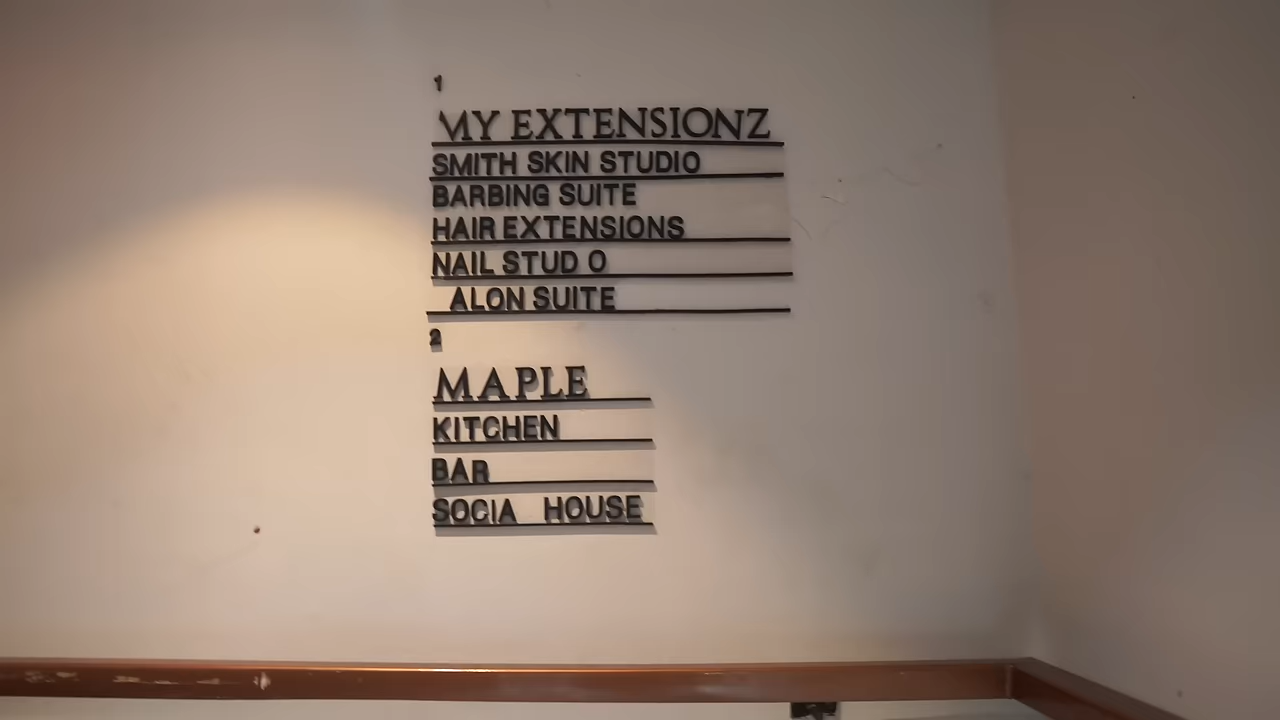 1
MY EXTENSIONZ
SMITH SKIN STUDIO
BARBING SUITE
HAIR EXTENSIONS
NAIL STUD O
ALON SUITE
2
MAPLE
KITCHEN
BAR
SOCIA HOUSE